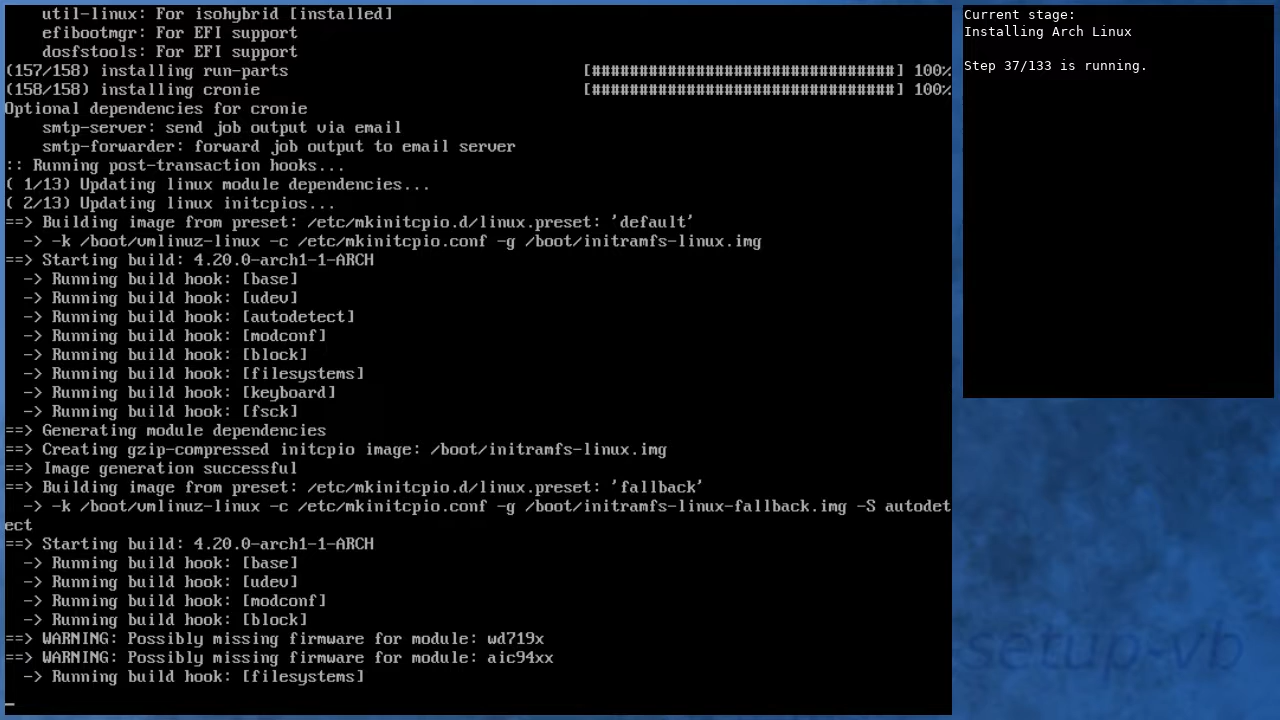 util-linux: For isohybrid [installed]
    efibootmgr: For EFI support
    dosfstools: For EFI support
(157/158) installing run-parts                               [################################] 100%
(158/158) installing cronie                                  [################################] 100%
Optional dependencies for cronie
    smtp-server: send job output via email
    smtp-forwarder: forward job output to email server
:: Running post-transaction hooks...
( 1/13) Updating linux module dependencies...
( 2/13) Updating linux initcpios...
==> Building image from preset: /etc/mkinitcpio.d/linux.preset: 'default'
  -> -k /boot/vmlinuz-linux -c /etc/mkinitcpio.conf -g /boot/initramfs-linux.img
==> Starting build: 4.20.0-arch1-1-ARCH
  -> Running build hook: [base]
  -> Running build hook: [udev]
  -> Running build hook: [autodetect]
  -> Running build hook: [modconf]
  -> Running build hook: [block]
  -> Running build hook: [filesystems]
  -> Running build hook: [keyboard]
  -> Running build hook: [fsck]
==> Generating module dependencies
==> Creating gzip-compressed initcpio image: /boot/initramfs-linux.img
==> Image generation successful
==> Building image from preset: /etc/mkinitcpio.d/linux.preset: 'fallback'
  -> -k /boot/vmlinuz-linux -c /etc/mkinitcpio.conf -g /boot/initramfs-linux-fallback.img -S autodet
ect
==> Starting build: 4.20.0-arch1-1-ARCH
  -> Running build hook: [base]
  -> Running build hook: [udev]
  -> Running build hook: [modconf]
  -> Running build hook: [block]
==> WARNING: Possibly missing firmware for module: wd719x
==> WARNING: Possibly missing firmware for module: aic94xx
  -> Running build hook: [filesystems]
_
Current stage:
Installing Arch Linux
Step 37/133 is running.
setup-vb